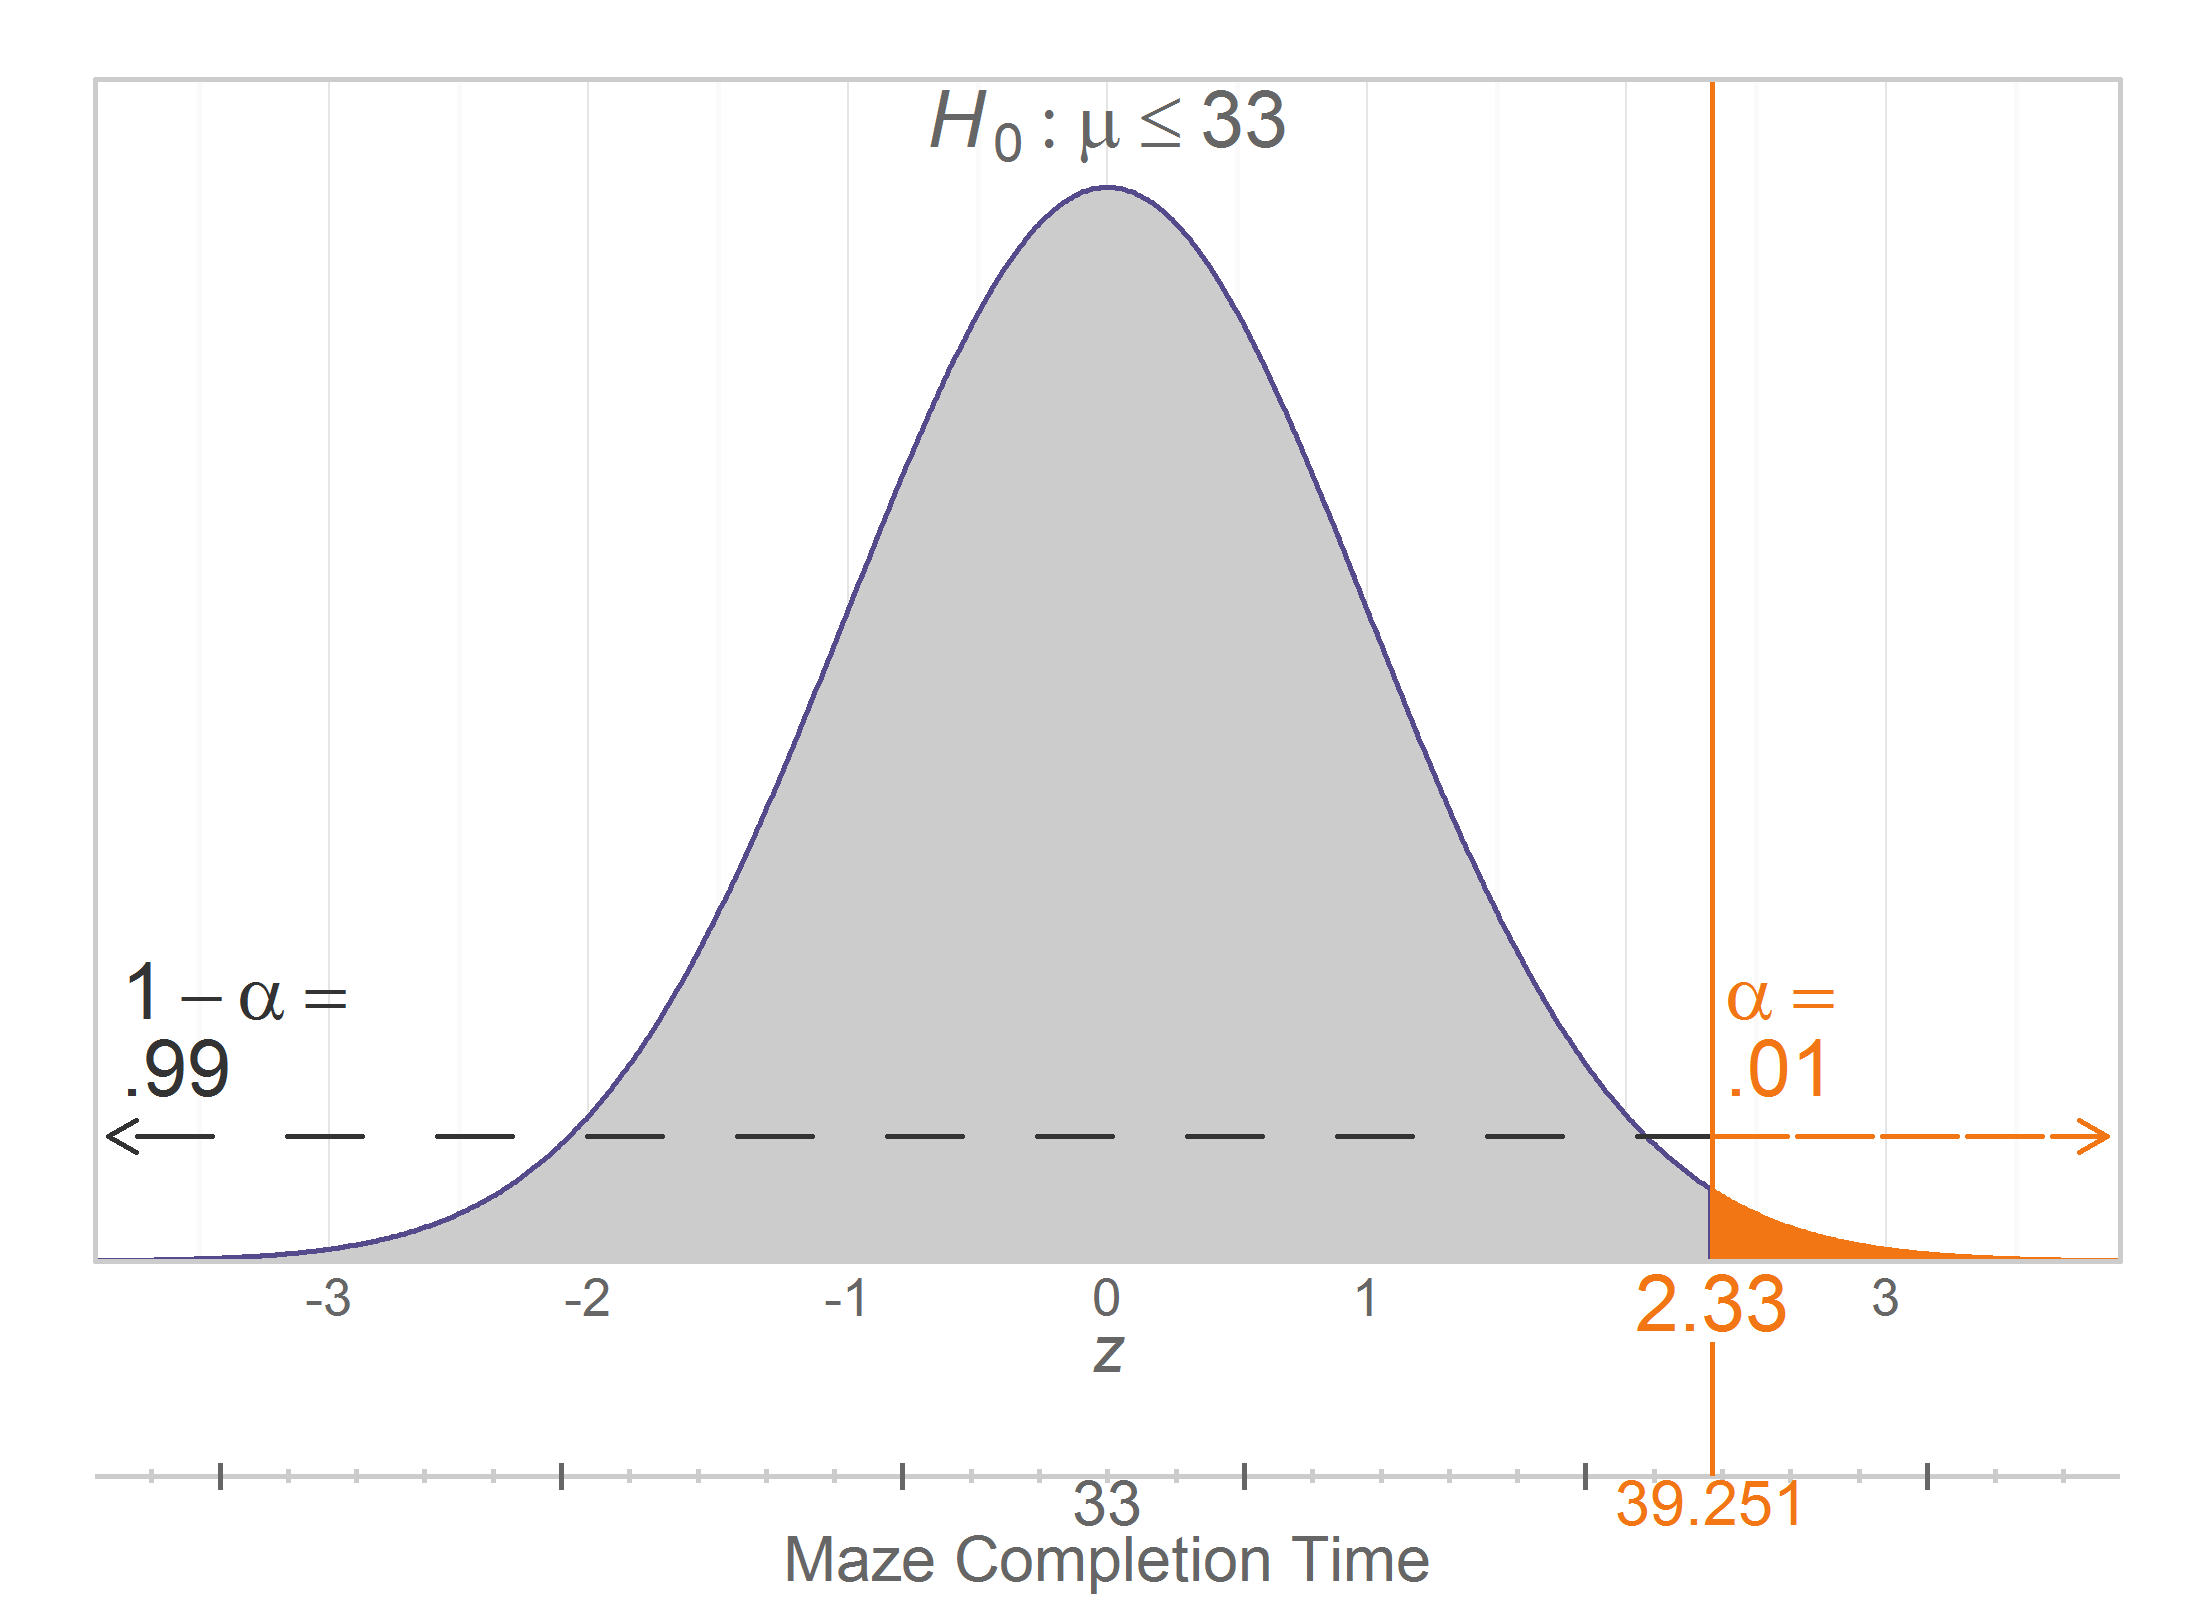 H₀ : μ ≤ 33
1 − α =
.99
α =
.01
-3 -2 -1 0 1 2.33 3
z
33 39.251
Maze Completion Time